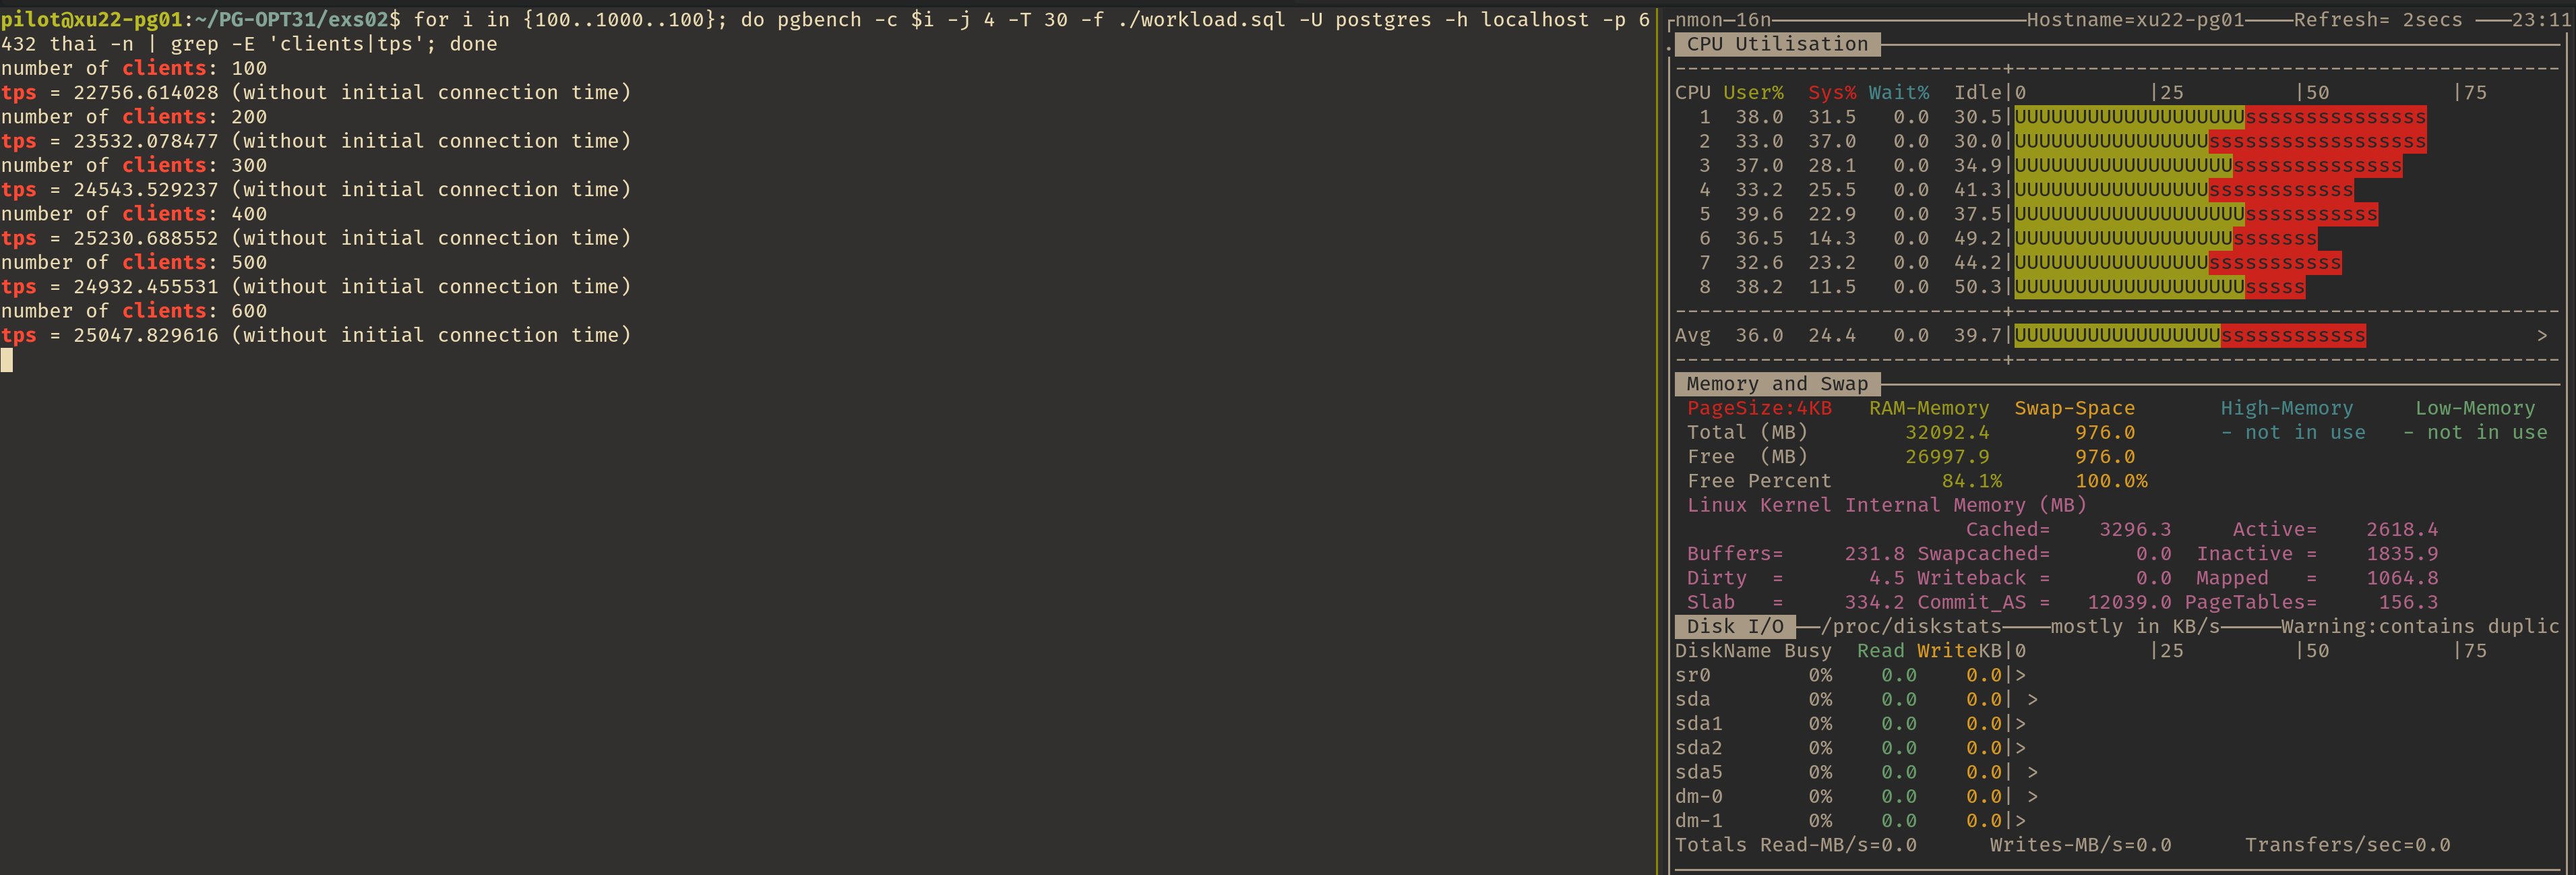 pilot@xu22-pg01:~/PG-OPT31/exs02$ for i in {100..1000..100}; do pgbench -c $i -j 4 -T 30 -f ./workload.sql -U postgres -h localhost -p 6
432 thai -n | grep -E 'clients|tps'; done
number of clients: 100
tps = 22756.614028 (without initial connection time)
number of clients: 200
tps = 23532.078477 (without initial connection time)
number of clients: 300
tps = 24543.529237 (without initial connection time)
number of clients: 400
tps = 25230.688552 (without initial connection time)
number of clients: 500
tps = 24932.455531 (without initial connection time)
number of clients: 600
tps = 25047.829616 (without initial connection time)
nmon—16n Hostname=xu22-pg01 Refresh= 2secs 23:11
CPU Utilisation
---------------------------+---------------------------------------------
CPU User% Sys% Wait% Idle|0 |25 |50 |75
1 38.0 31.5 0.0 30.5|UUUUUUUUUUUUUUUUUUUsssssssssssssss
2 33.0 37.0 0.0 30.0|UUUUUUUUUUUUUUUUssssssssssssssssss
3 37.0 28.1 0.0 34.9|UUUUUUUUUUUUUUUUUUssssssssssssss
4 33.2 25.5 0.0 41.3|UUUUUUUUUUUUUUUUssssssssssss
5 39.6 22.9 0.0 37.5|UUUUUUUUUUUUUUUUUUUsssssssssss
6 36.5 14.3 0.0 49.2|UUUUUUUUUUUUUUUUUUsssssss
7 32.6 23.2 0.0 44.2|UUUUUUUUUUUUUUUUsssssssssss
8 38.2 11.5 0.0 50.3|UUUUUUUUUUUUUUUUUUUsssss
---------------------------+---------------------------------------------
Avg 36.0 24.4 0.0 39.7|UUUUUUUUUUUUUUUUUssssssssssss >
---------------------------+---------------------------------------------
Memory and Swap
PageSize:4KB RAM-Memory Swap-Space High-Memory Low-Memory
Total (MB) 32092.4 976.0 - not in use - not in use
Free (MB) 26997.9 976.0
Free Percent 84.1% 100.0%
Linux Kernel Internal Memory (MB)
Cached= 3296.3 Active= 2618.4
Buffers= 231.8 Swapcached= 0.0 Inactive = 1835.9
Dirty = 4.5 Writeback = 0.0 Mapped = 1064.8
Slab = 334.2 Commit_AS = 12039.0 PageTables= 156.3
Disk I/O —/proc/diskstats——mostly in KB/s——Warning:contains duplic
DiskName Busy Read WriteKB|0 |25 |50 |75
sr0 0% 0.0 0.0|>
sda 0% 0.0 0.0| >
sda1 0% 0.0 0.0|>
sda2 0% 0.0 0.0|>
sda5 0% 0.0 0.0| >
dm-0 0% 0.0 0.0| >
dm-1 0% 0.0 0.0|>
Totals Read-MB/s=0.0 Writes-MB/s=0.0 Transfers/sec=0.0